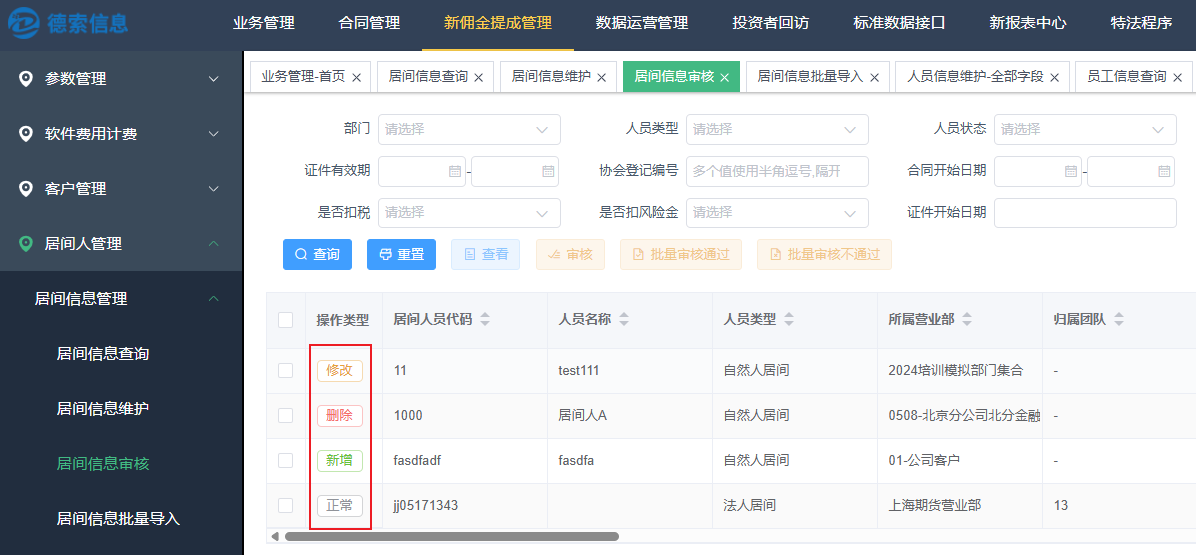 德索信息
业务管理 合同管理 新佣金提成管理 数据运营管理 投资者回访 标准数据接口 新报表中心 特法程序
参数管理
软件费用计费
客户管理
居间人管理
居间信息管理
居间信息查询
居间信息维护
居间信息审核
居间信息批量导入
业务管理-首页 × 居间信息查询 × 居间信息维护 × 居间信息审核 × 居间信息批量导入 × 人员信息维护-全部字段 × 员工信息查询 ×
部门 请选择 人员类型 请选择 人员状态 请选择
证件有效期 - 协会登记编号 多个值使用半角逗号,隔开 合同开始日期 -
是否扣税 请选择 是否扣风险金 请选择 证件开始日期
查询 重置 查看 审核 批量审核通过 批量审核不通过
操作类型 居间人员代码 人员名称 人员类型 所属营业部 归属团队
修改 11 test111 自然人居间 2024培训模拟部门集合 -
删除 1000 居间人A 自然人居间 0508-北京分公司北分金融 -
新增 fasdfadf fasdfa 自然人居间 01-公司客户 -
正常 jj05171343 法人居间 上海期货营业部 13